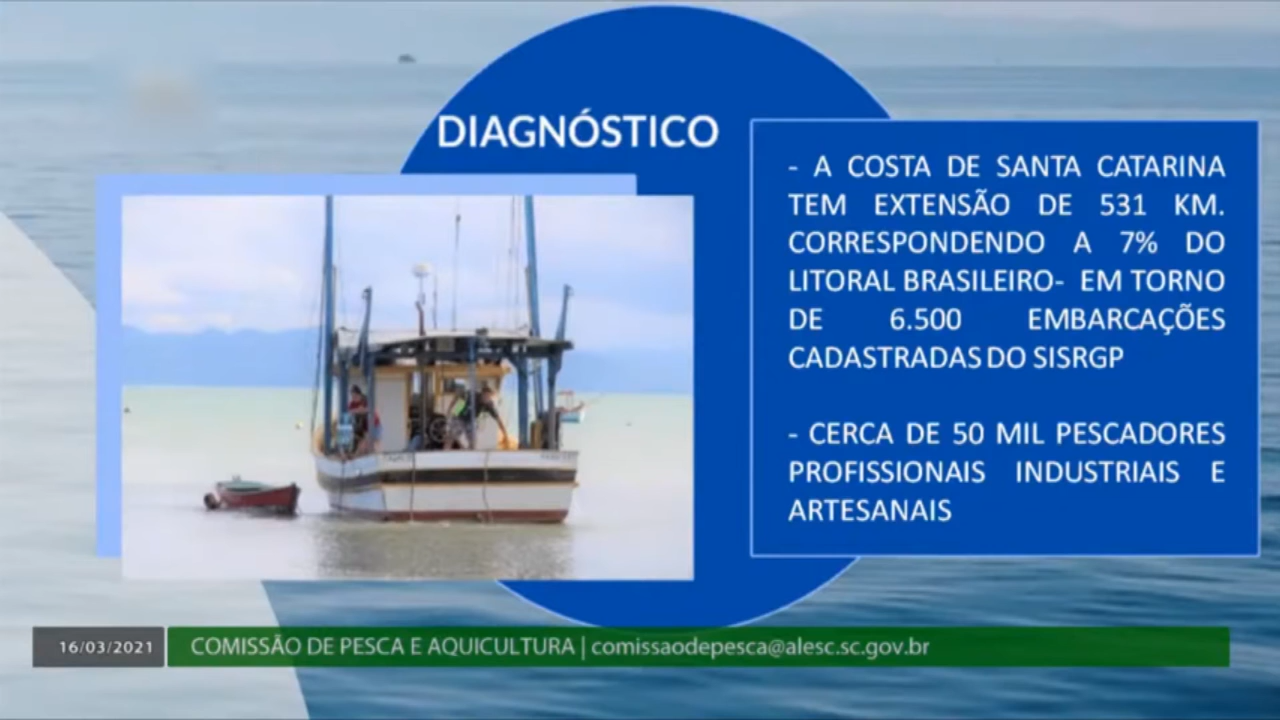 DIAGNÓSTICO
- A COSTA DE SANTA CATARINA
TEM EXTENSÃO DE 531 KM.
CORRESPONDENDO A 7% DO
LITORAL BRASILEIRO- EM TORNO
DE 6.500 EMBARCAÇÕES
CADASTRADAS DO SISRGP
- CERCA DE 50 MIL PESCADORES
PROFISSIONAIS INDUSTRIAIS E
ARTESANAIS
16/03/2021
COMISSÃO DE PESCA E AQUICULTURA | comissaodepesca@alesc.sc.gov.br